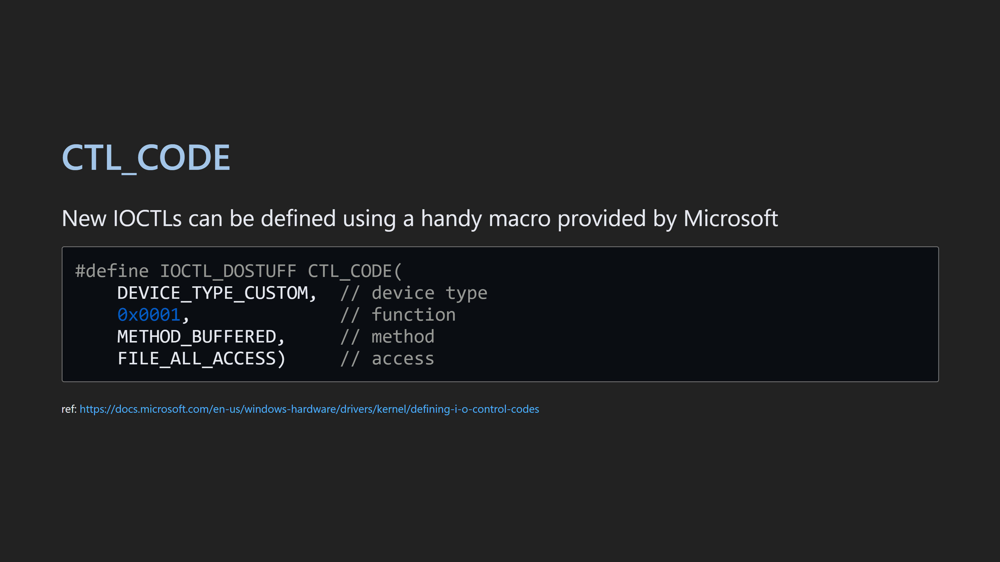 CTL_CODE
New IOCTLs can be defined using a handy macro provided by Microsoft
#define IOCTL_DOSTUFF CTL_CODE(
    DEVICE_TYPE_CUSTOM,  // device type
    0x0001,              // function
    METHOD_BUFFERED,     // method
    FILE_ALL_ACCESS)     // access
ref: https://docs.microsoft.com/en-us/windows-hardware/drivers/kernel/defining-i-o-control-codes